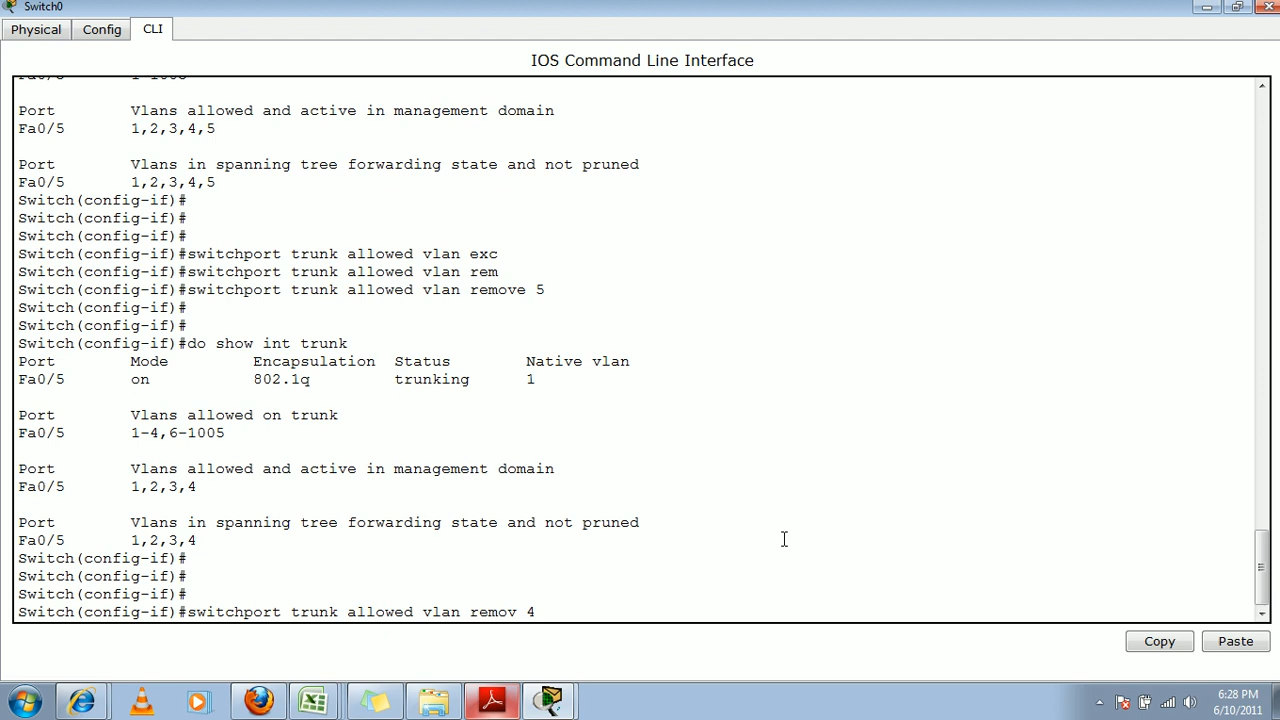 Switch0
Physical Config CLI
IOS Command Line Interface
Port Vlans allowed and active in management domain
Fa0/5 1,2,3,4,5
Port Vlans in spanning tree forwarding state and not pruned
Fa0/5 1,2,3,4,5
Switch(config-if)#
Switch(config-if)#
Switch(config-if)#
Switch(config-if)#switchport trunk allowed vlan exc
Switch(config-if)#switchport trunk allowed vlan rem
Switch(config-if)#switchport trunk allowed vlan remove 5
Switch(config-if)#
Switch(config-if)#
Switch(config-if)#do show int trunk
Port Mode Encapsulation Status Native vlan
Fa0/5 on 802.1q trunking 1
Port Vlans allowed on trunk
Fa0/5 1-4,6-1005
Port Vlans allowed and active in management domain
Fa0/5 1,2,3,4
Port Vlans in spanning tree forwarding state and not pruned
Fa0/5 1,2,3,4
Switch(config-if)#
Switch(config-if)#
Switch(config-if)#
Switch(config-if)#switchport trunk allowed vlan remov 4
Copy Paste
6:28 PM
6/10/2011